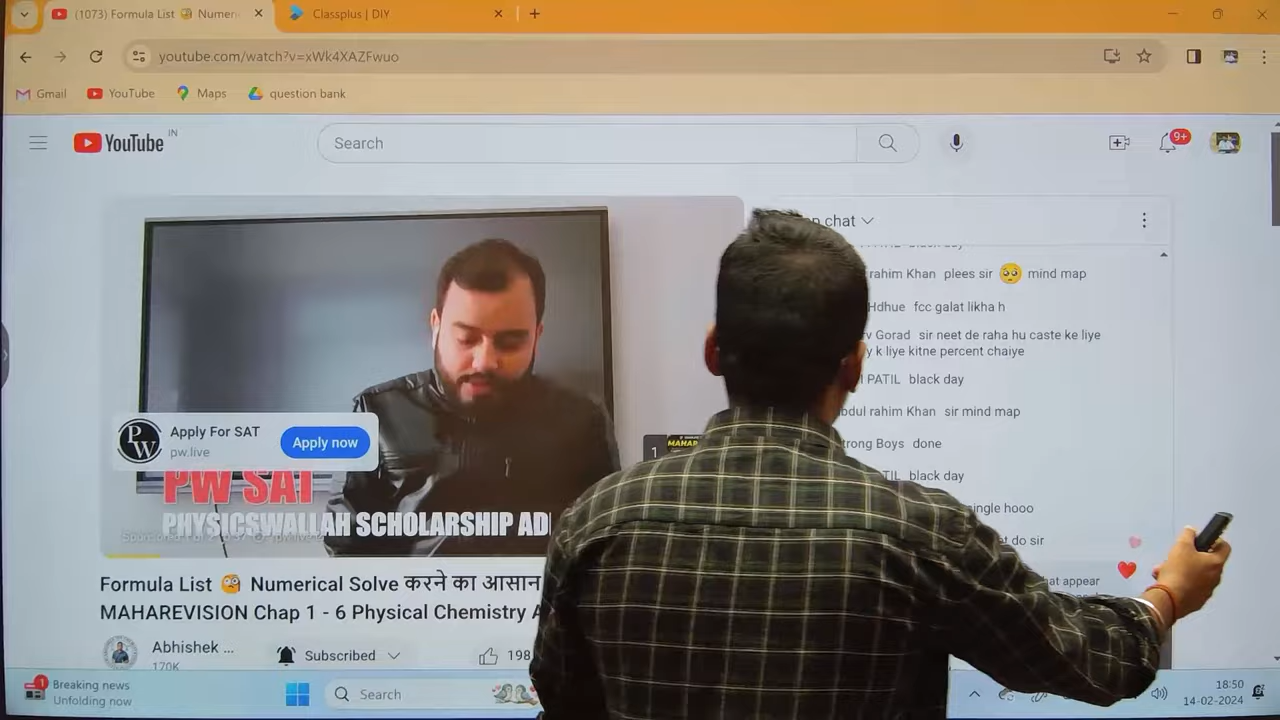 (1073) Formula List 🧐 Numeri
Classplus | DIY
youtube.com/watch?v=xWk4XAZFwuo
Gmail
YouTube
Maps
question bank
YouTube IN
Search
9+
chat
rahim Khan plees sir 🥺 mind map
Hdhue fcc galat likha h
Gorad sir neet de raha hu caste ke liye
k liye kitne percent chaiye
PATIL black day
rahim Khan sir mind map
Boys done
black day
hooo
do sir
appear
Apply For SAT
pw.live
Apply now
PW
1
PW SAT
PHYSICSWALLAH SCHOLARSHIP
Formula List 🧐 Numerical Solve करने का आसान
MAHAREVISION Chap 1 - 6 Physical Chemistry
Abhishek ...
170K
Subscribed
198
1
Breaking news
Unfolding now
Search
18:50
14-02-2024